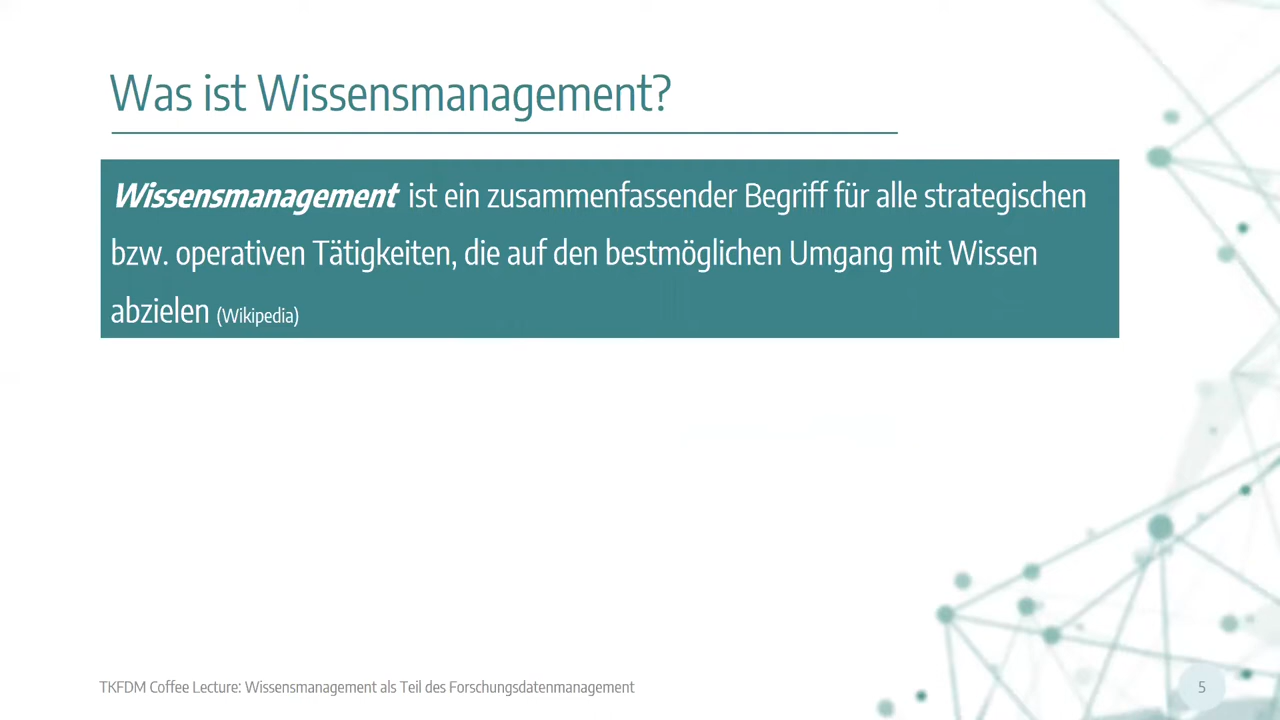 Was ist Wissensmanagement?
Wissensmanagement ist ein zusammenfassender Begriff für alle strategischen
bzw. operativen Tätigkeiten, die auf den bestmöglichen Umgang mit Wissen
abzielen (Wikipedia)
TKFDM Coffee Lecture: Wissensmanagement als Teil des Forschungsdatenmanagement
5